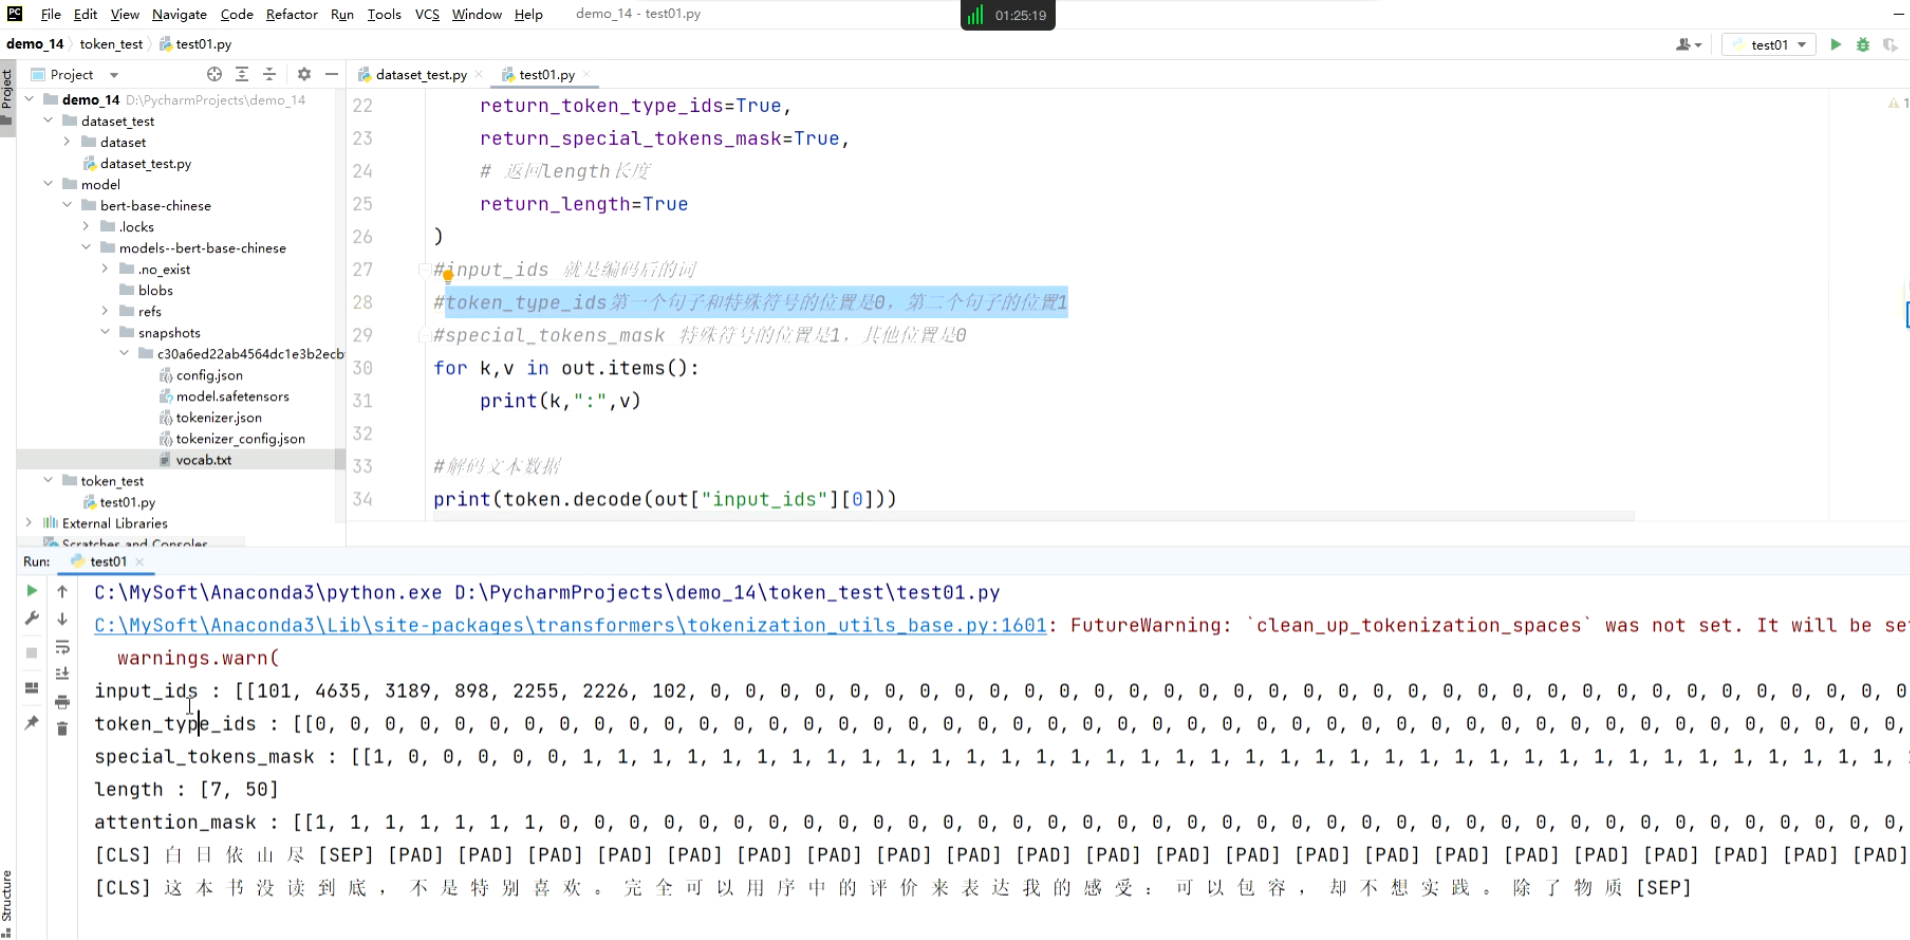 File Edit View Navigate Code Refactor Run Tools VCS Window Help demo_14 - test01.py
01:25:19
demo_14 token_test test01.py
test01
Project
dataset_test.py test01.py
Project
demo_14 D:\PycharmProjects\demo_14
dataset_test
dataset
dataset_test.py
model
bert-base-chinese
.locks
models--bert-base-chinese
.no_exist
blobs
refs
snapshots
c30a6ed22ab4564dc1e3b2ecb
config.json
model.safetensors
tokenizer.json
tokenizer_config.json
vocab.txt
token_test
test01.py
External Libraries
Scratches and Consoles
22 return_token_type_ids=True,
23 return_special_tokens_mask=True,
24 # 返回length长度
25 return_length=True
26 )
27 #input_ids 就是编码后的词
28 #token_type_ids第一个句子和特殊符号的位置是0，第二个句子的位置1
29 #special_tokens_mask 特殊符号的位置是1，其他位置是0
30 for k,v in out.items():
31 print(k,":",v)
32
33 #解码文本数据
34 print(token.decode(out["input_ids"][0]))
1
Run: test01
C:\MySoft\Anaconda3\python.exe D:\PycharmProjects\demo_14\token_test\test01.py
C:\MySoft\Anaconda3\Lib\site-packages\transformers\tokenization_utils_base.py:1601: FutureWarning: `clean_up_tokenization_spaces` was not set. It will be se
warnings.warn(
input_ids : [[101, 4635, 3189, 898, 2255, 2226, 102, 0, 0, 0, 0, 0, 0, 0, 0, 0, 0, 0, 0, 0, 0, 0, 0, 0, 0, 0, 0, 0, 0, 0, 0, 0, 0, 0, 0, 0, 0, 0, 0, 0, 0, 0
token_type_ids : [[0, 0, 0, 0, 0, 0, 0, 0, 0, 0, 0, 0, 0, 0, 0, 0, 0, 0, 0, 0, 0, 0, 0, 0, 0, 0, 0, 0, 0, 0, 0, 0, 0, 0, 0, 0, 0, 0, 0, 0, 0, 0, 0, 0, 0, 0,
special_tokens_mask : [[1, 0, 0, 0, 0, 0, 1, 1, 1, 1, 1, 1, 1, 1, 1, 1, 1, 1, 1, 1, 1, 1, 1, 1, 1, 1, 1, 1, 1, 1, 1, 1, 1, 1, 1, 1, 1, 1, 1, 1, 1, 1, 1, 1,
length : [7, 50]
attention_mask : [[1, 1, 1, 1, 1, 1, 1, 0, 0, 0, 0, 0, 0, 0, 0, 0, 0, 0, 0, 0, 0, 0, 0, 0, 0, 0, 0, 0, 0, 0, 0, 0, 0, 0, 0, 0, 0, 0, 0, 0, 0, 0, 0, 0, 0, 0,
[CLS] 白 日 依 山 尽 [SEP] [PAD] [PAD] [PAD] [PAD] [PAD] [PAD] [PAD] [PAD] [PAD] [PAD] [PAD] [PAD] [PAD] [PAD] [PAD] [PAD] [PAD] [PAD] [PAD] [PAD] [PAD] [PAD]
[CLS] 这 本 书 没 读 到 底 ， 不 是 特 别 喜 欢 。 完 全 可 以 用 序 中 的 评 价 来 表 达 我 的 感 受 ： 可 以 包 容 ， 却 不 想 实 践 。 除 了 物 质 [SEP]
Structure